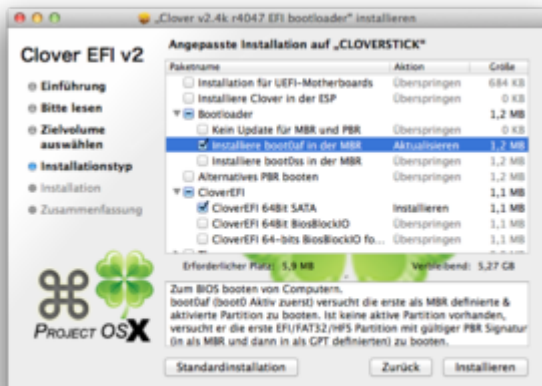 „Clover v2.4k r4047 EFI bootloader" installieren
Clover EFI v2
Angepasste Installation auf „CLOVERSTICK"
Paketname Aktion Größe
Einführung
Bitte lesen
Zielvolume
auswählen
Installationstyp
Installation
Zusammenfassung
Installation für UEFI-Motherboards Überspringen 684 KB
Installiere Clover in der ESP Überspringen 0 KB
Bootloader 1,2 MB
Kein Update für MBR und PBR Überspringen 0 KB
Installiere boot0af in der MBR Aktualisieren 1,2 MB
Installiere boot0ss in der MBR Überspringen 1,2 MB
Alternatives PBR booten Überspringen 1,2 MB
CloverEFI 1,1 MB
CloverEFI 64Bit SATA Installieren 1,1 MB
CloverEFI 64Bit BiosBlockIO Überspringen 1,1 MB
CloverEFI 64-bits BiosBlockIO fo... Überspringen 1,1 MB
Erforderlicher Platz: 5,9 MB Verbleibend: 5,27 GB
Zum BIOS booten von Computern.
boot0af (boot0 Aktiv zuerst) versucht die erste als MBR definierte &
aktivierte Partition zu booten. Ist keine aktive Partition vorhanden,
versucht er die erste EFI/FAT32/HFS Partition mit gültiger PBR Signatur
(in als MBR und dann in als GPT definierten) zu booten.
PROJECT OSX
Standardinstallation Zurück Installieren